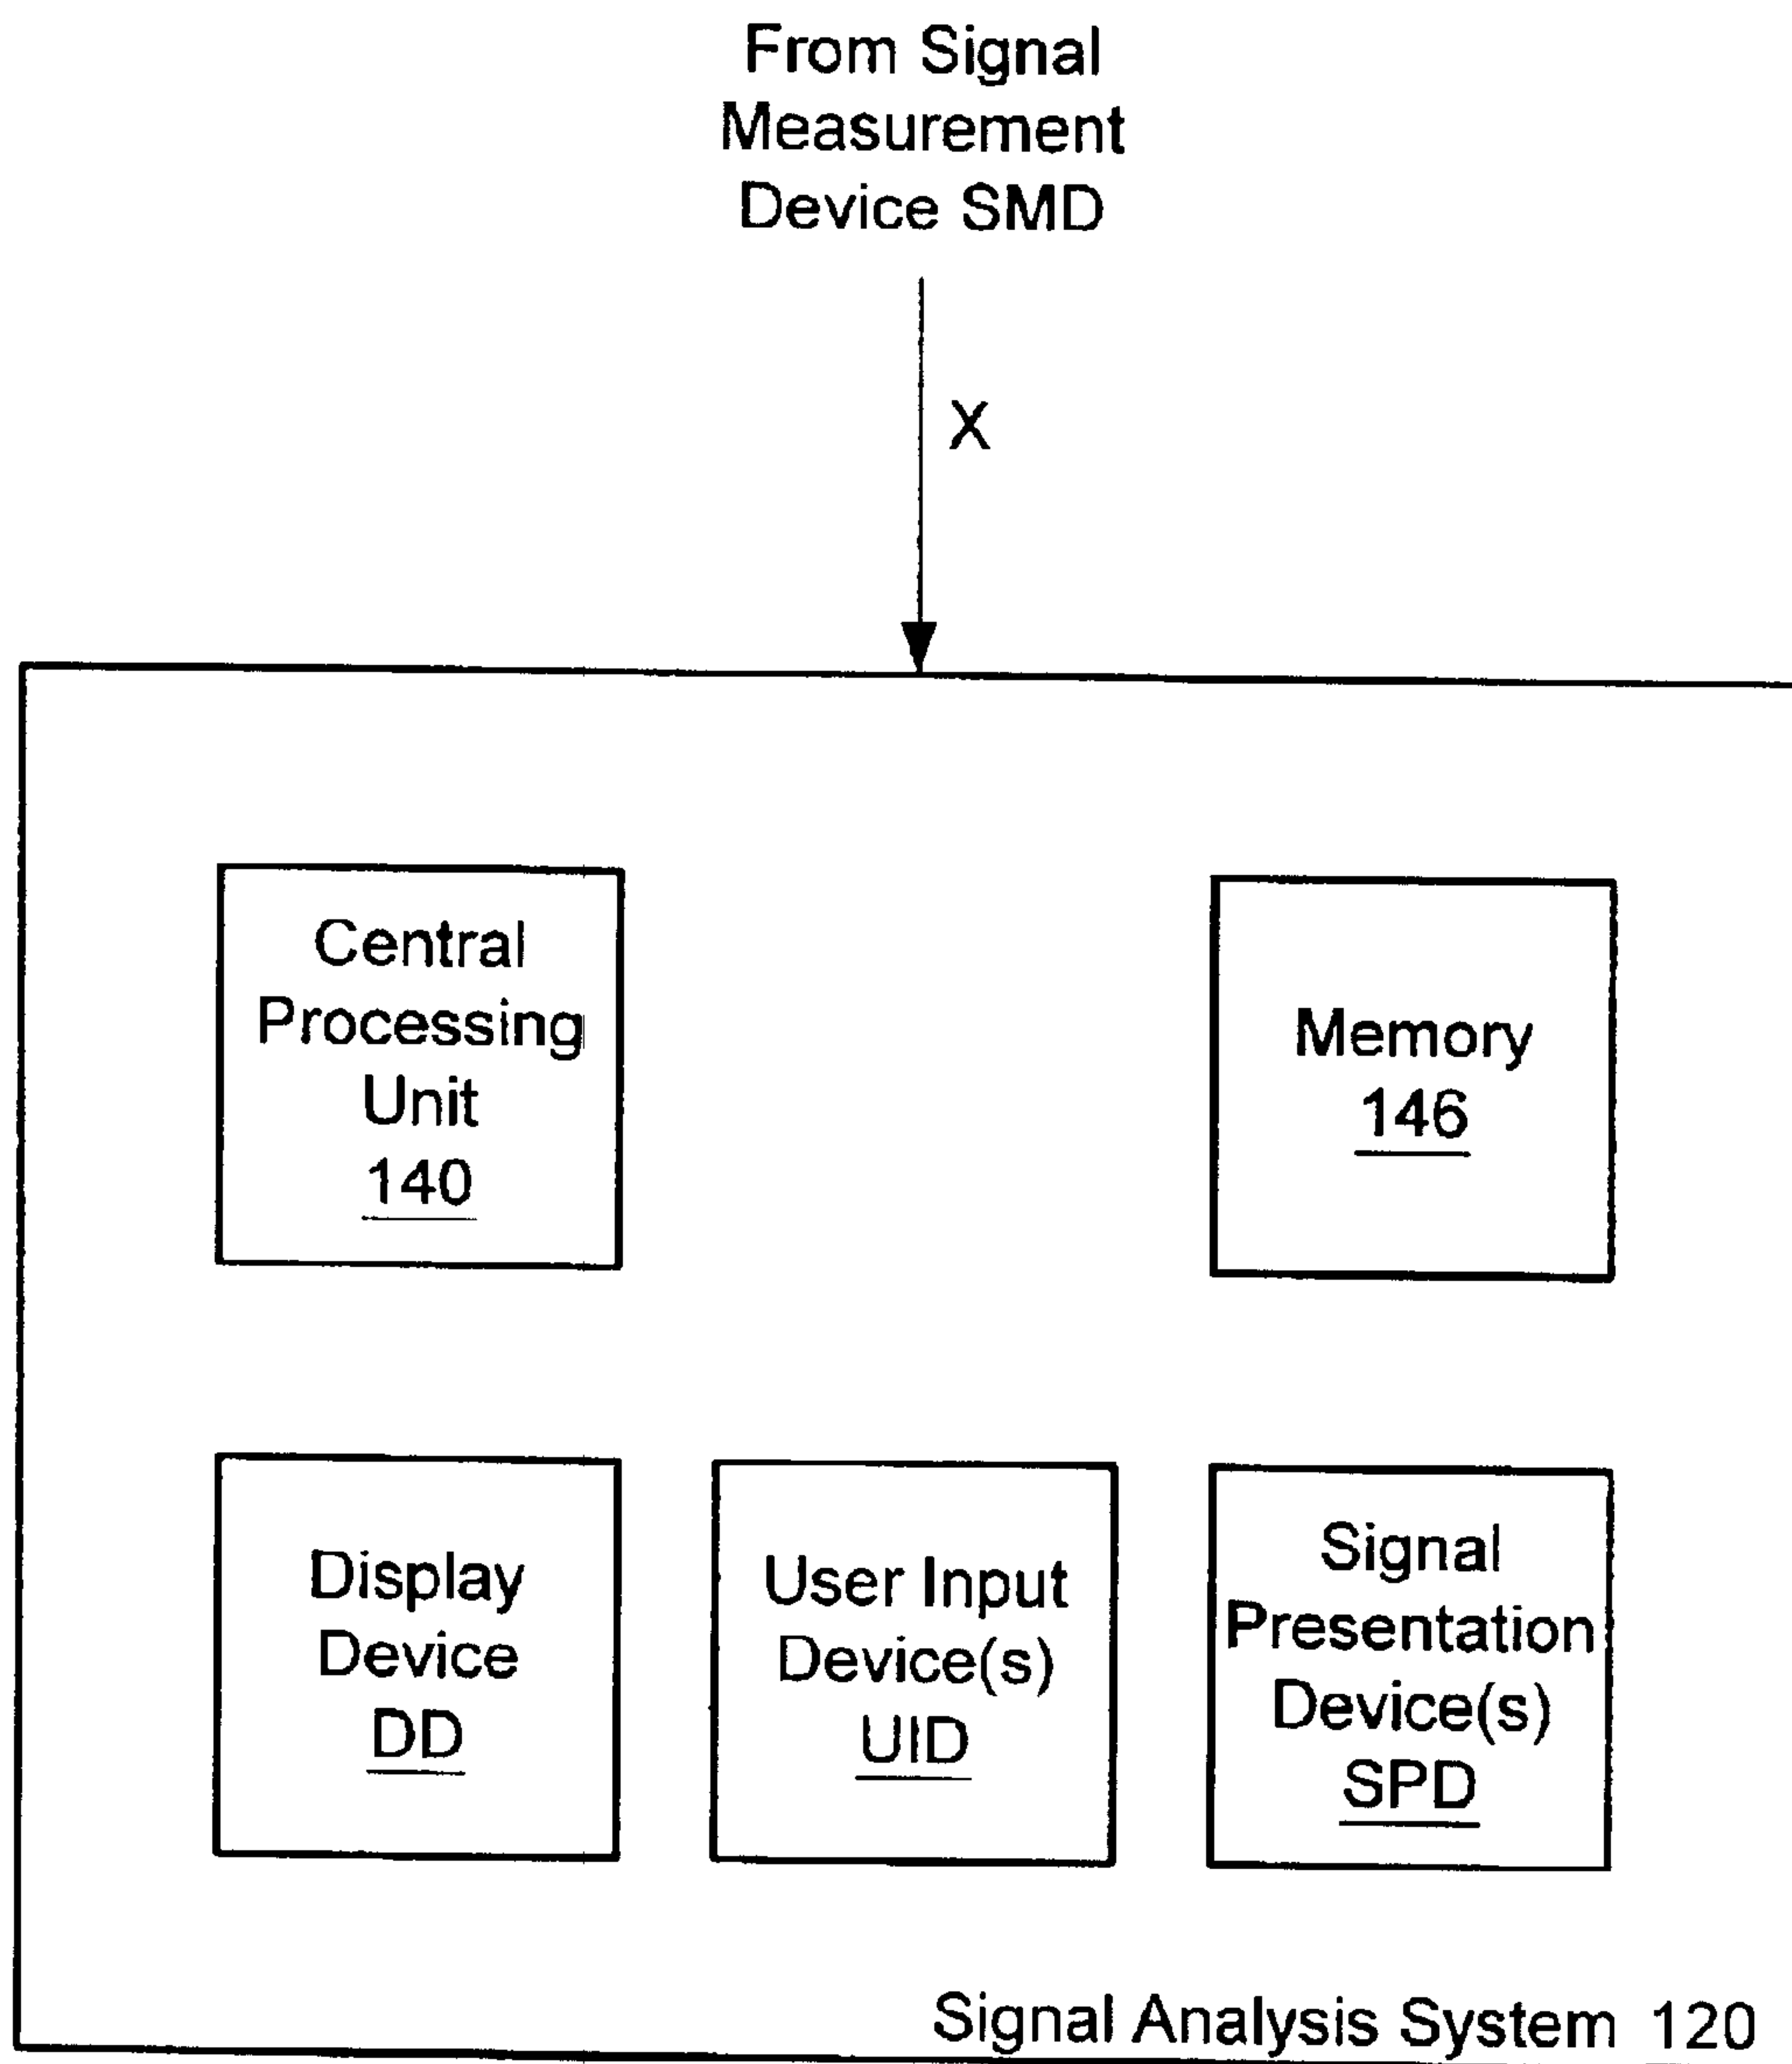 From Signal
Measurement
Device SMD
X
Central
Processing
Unit
140
Memory
146
Display
Device
DD
User Input
Device(s)
UID
Signal
Presentation
Device(s)
SPD
Signal Analysis System 120